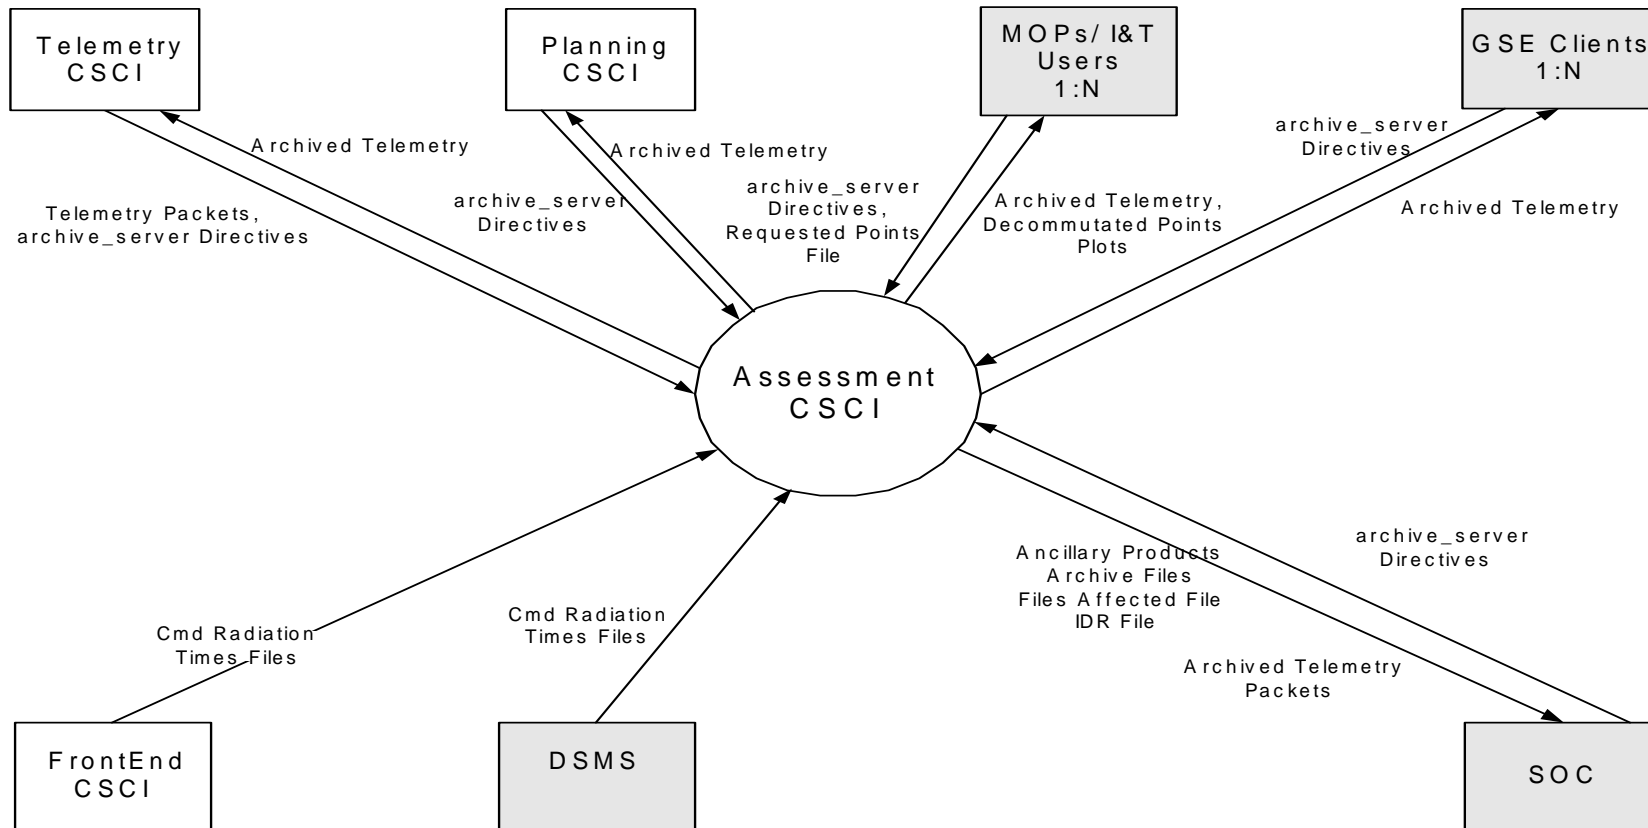 Telemetry
CSCI
Planning
CSCI
MOPs/ I&T
Users
1:N
GSE Clients
1:N
Archived Telemetry
Telemetry Packets,
archive_server Directives
Archived Telemetry
archive_server
Directives
archive_server
Directives,
Requested Points
File
Archived Telemetry,
Decommutated Points
Plots
archive_server
Directives
Archived Telemetry
Assessment
CSCI
Cmd Radiation
Times Files
Cmd Radiation
Times Files
Ancillary Products
Archive Files
Files Affected File
IDR File
archive_server
Directives
Archived Telemetry
Packets
FrontEnd
CSCI
DSMS
SOC